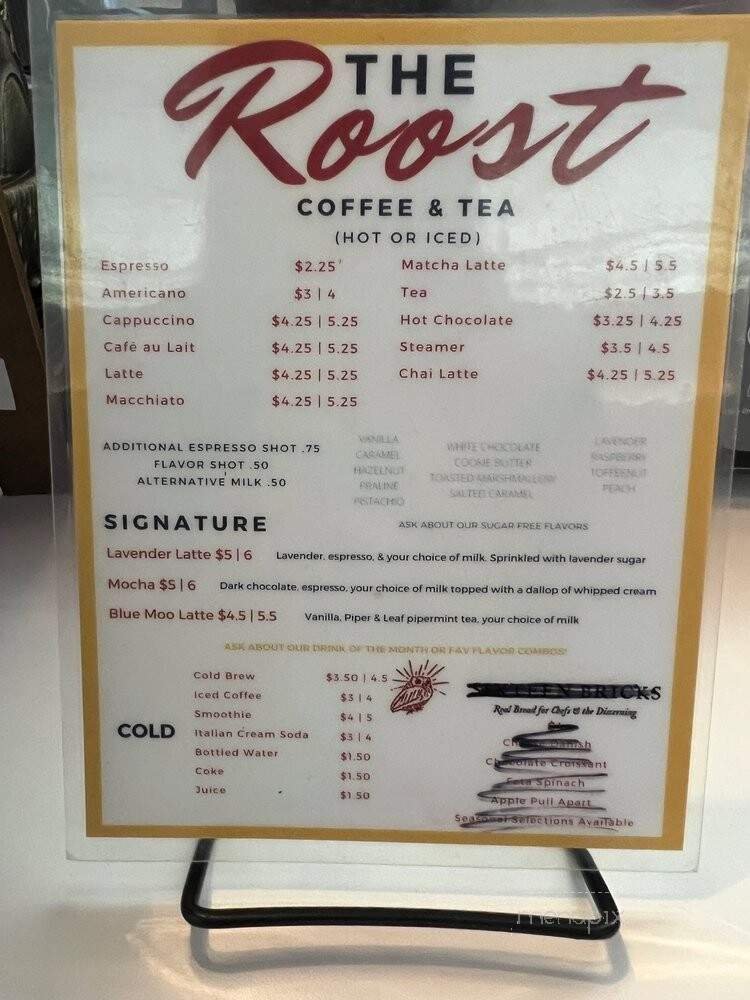 THE
Roost
COFFEE & TEA
(HOT OR ICED)
Espresso $2.25
Americano $3 | 4
Cappuccino $4.25 | 5.25
Café au Lait $4.25 | 5.25
Latte $4.25 | 5.25
Macchiato $4.25 | 5.25
Matcha Latte $4.5 | 5.5
Tea $2.5 | 3.5
Hot Chocolate $3.25 | 4.25
Steamer $3.5 | 4.5
Chai Latte $4.25 | 5.25
ADDITIONAL ESPRESSO SHOT .75
FLAVOR SHOT .50
ALTERNATIVE MILK .50
VANILLA
CARAMEL
HAZELNUT
PRALINE
PISTACHIO
WHITE CHOCOLATE
COOKIE BUTTER
TOASTED MARSHMALLOW
SALTED CARAMEL
LAVENDER
RASPBERRY
TOFFEENUT
PEACH
SIGNATURE
ASK ABOUT OUR SUGAR FREE FLAVORS
Lavender Latte $5 | 6 Lavender, espresso, & your choice of milk. Sprinkled with lavender sugar
Mocha $5 | 6 Dark chocolate, espresso, your choice of milk topped with a dallop of whipped cream
Blue Moo Latte $4.5 | 5.5 Vanilla, Piper & Leaf pipermint tea, your choice of milk
ASK ABOUT OUR DRINK OF THE MONTH OR FAV FLAVOR COMBOS!
COLD
Cold Brew $3.50 | 4.5
Iced Coffee $3 | 4
Smoothie $4 | 5
Italian Cream Soda $3 | 4
Bottled Water $1.50
Coke $1.50
Juice $1.50
SIXTEEN BRICKS
Real Bread for Chefs & the Discerning
Danish
Chocolate Croissant
Feta Spinach
Apple Pull Apart
Seasonal Selections Available
menupix